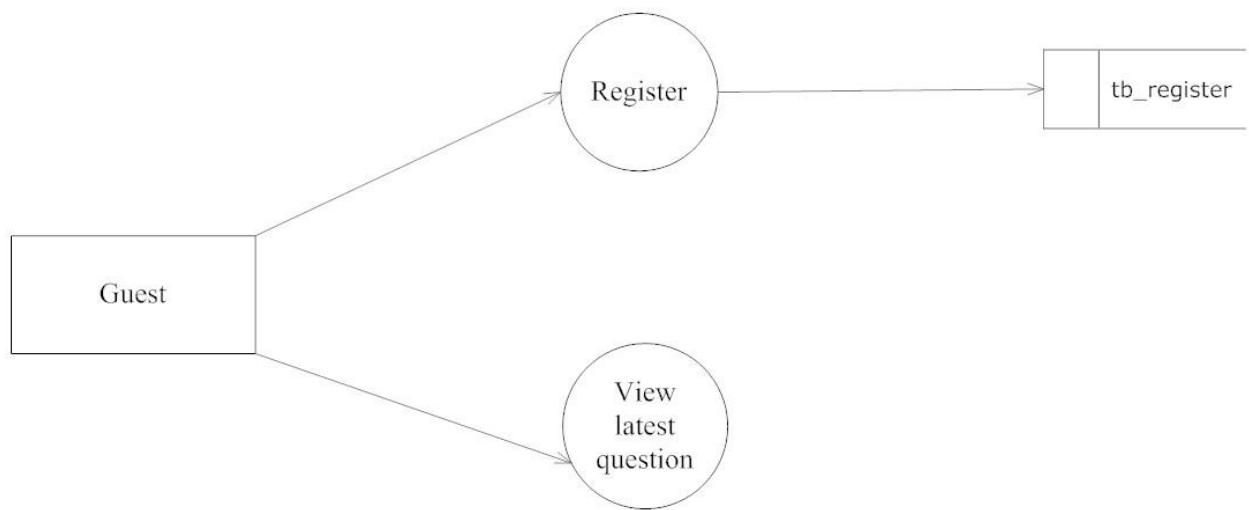 Register
tb_register
Guest
View
latest
question